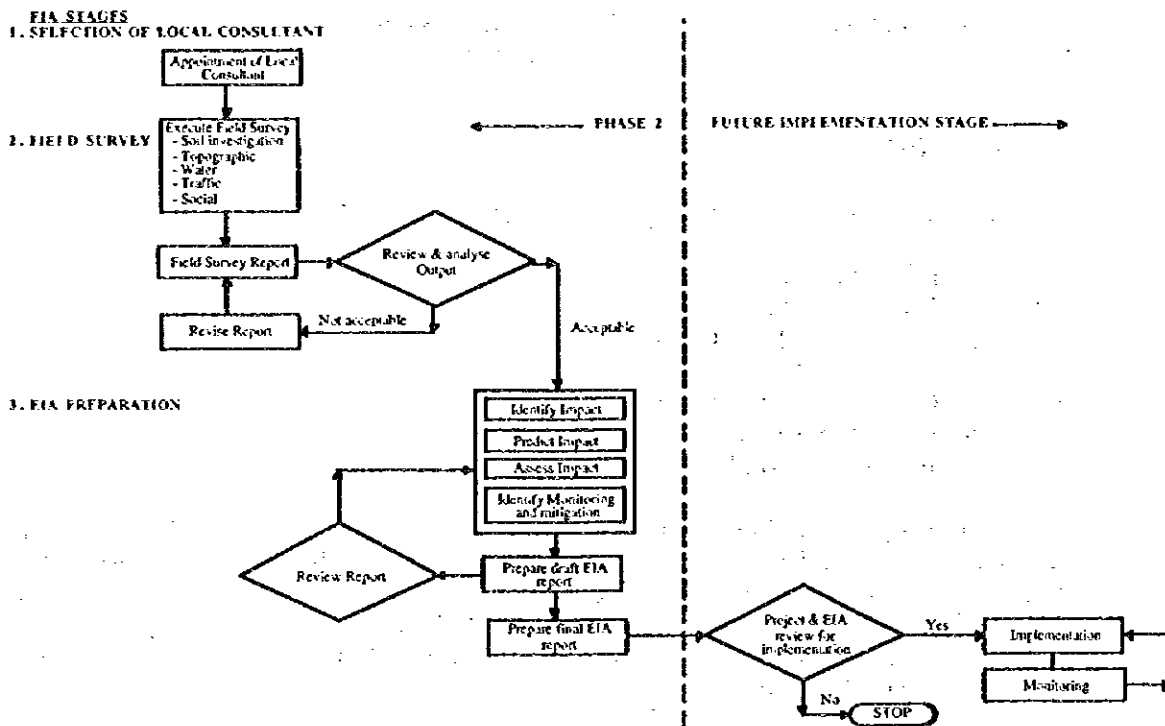 EIA STAGES
1. SELECTION OF LOCAL CONSULTANT
Appointment of Local
Consultant
2. FIELD SURVEY
Execute Field Survey
- Soil investigation
- Topographic
- Water
- Traffic
- Social
PHASE 2
FUTURE IMPLEMENTATION STAGE
Field Survey Report
Review & analyse
Output
Revise Report
Not acceptable
Acceptable
3. EIA PREPARATION
Identify Impact
Predict Impact
Assess Impact
Identify Monitoring
and mitigation
Review Report
Prepare draft EIA
report
Prepare final EIA
report
Project & EIA
review for
implementation
Yes
Implementation
Monitoring
No
STOP